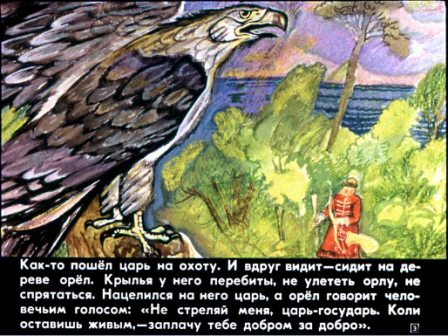 Как-то пошёл царь на охоту. И вдруг видит—сидит на де-
реве орёл. Крылья у него перебиты, не улететь орлу, не
спрятаться. Нацелился на него царь, а орёл говорит чело-
вечьим голосом: «Не стреляй меня, царь-государь. Коли
оставишь живым,—заплачу тебе добром за добро».
3